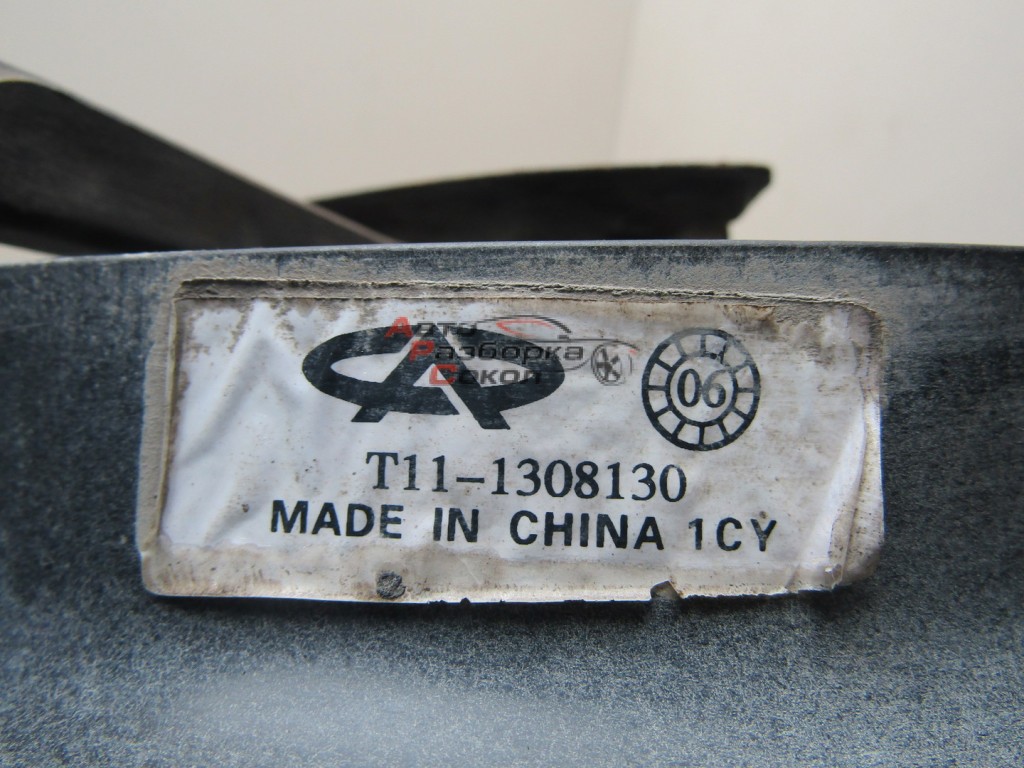 Авто
Разборка
Сокол
06
T11-1308130
MADE IN CHINA 1CY